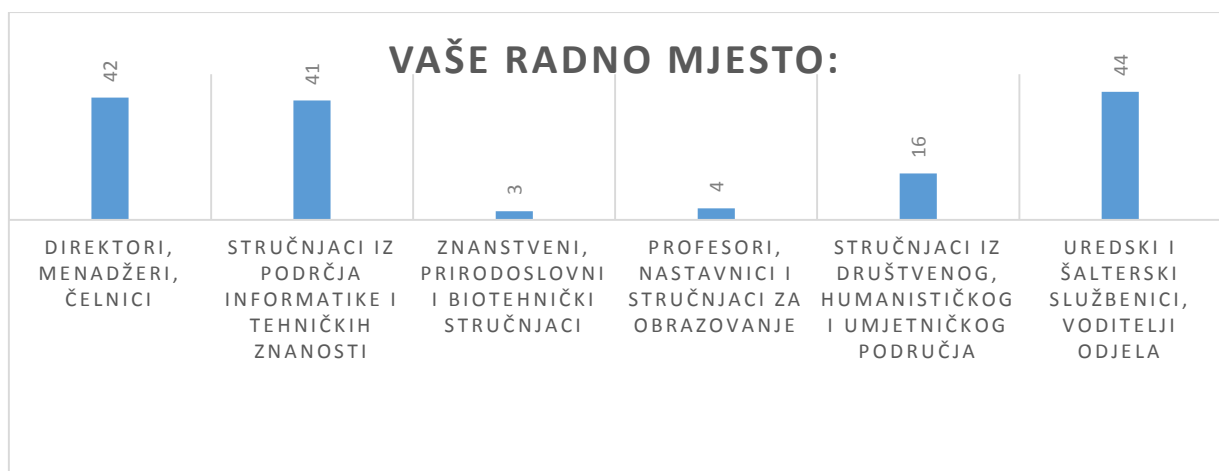 VAŠE RADNO MJESTO:
42
41
3
4
16
44
DIREKTORI,
MENADŽERI,
ČELNICI
STRUČNJACI IZ
PODRČJA
INFORMATIKE I
TEHNIČKIH
ZNANOSTI
ZNANSTVENI,
PRIRODOSLOVNI
I BIOTEHNIČKI
STRUČNJACI
PROFESORI,
NASTAVNICI I
STRUČNJACI ZA
OBRAZOVANJE
STRUČNJACI IZ
DRUŠTVENOG,
HUMANISTIČKOG
I UMJETNIČKOG
PODRUČJA
UREDSKI I
ŠALTERSKI
SLUŽBENICI,
VODITELJI
ODJELA